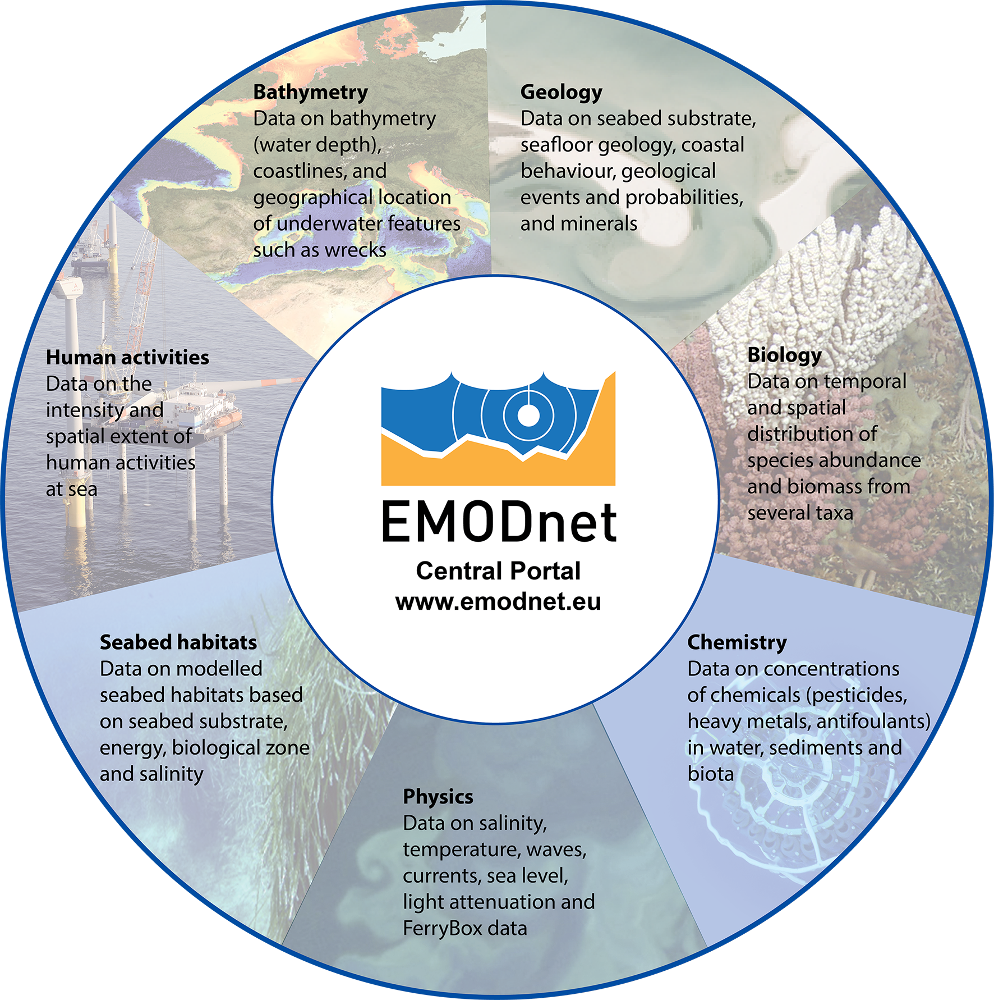 Bathymetry
Data on bathymetry
(water depth),
coastlines, and
geographical location
of underwater features
such as wrecks
Geology
Data on seabed substrate,
seafloor geology, coastal
behaviour, geological
events and probabilities,
and minerals
Biology
Data on temporal
and spatial
distribution of
species abundance
and biomass from
several taxa
Chemistry
Data on concentrations
of chemicals (pesticides,
heavy metals, antifoulants)
in water, sediments and
biota
Physics
Data on salinity,
temperature, waves,
currents, sea level,
light attenuation and
FerryBox data
Seabed habitats
Data on modelled
seabed habitats based
on seabed substrate,
energy, biological zone
and salinity
Human activities
Data on the
intensity and
spatial extent of
human activities
at sea
EMODnet
Central Portal
www.emodnet.eu